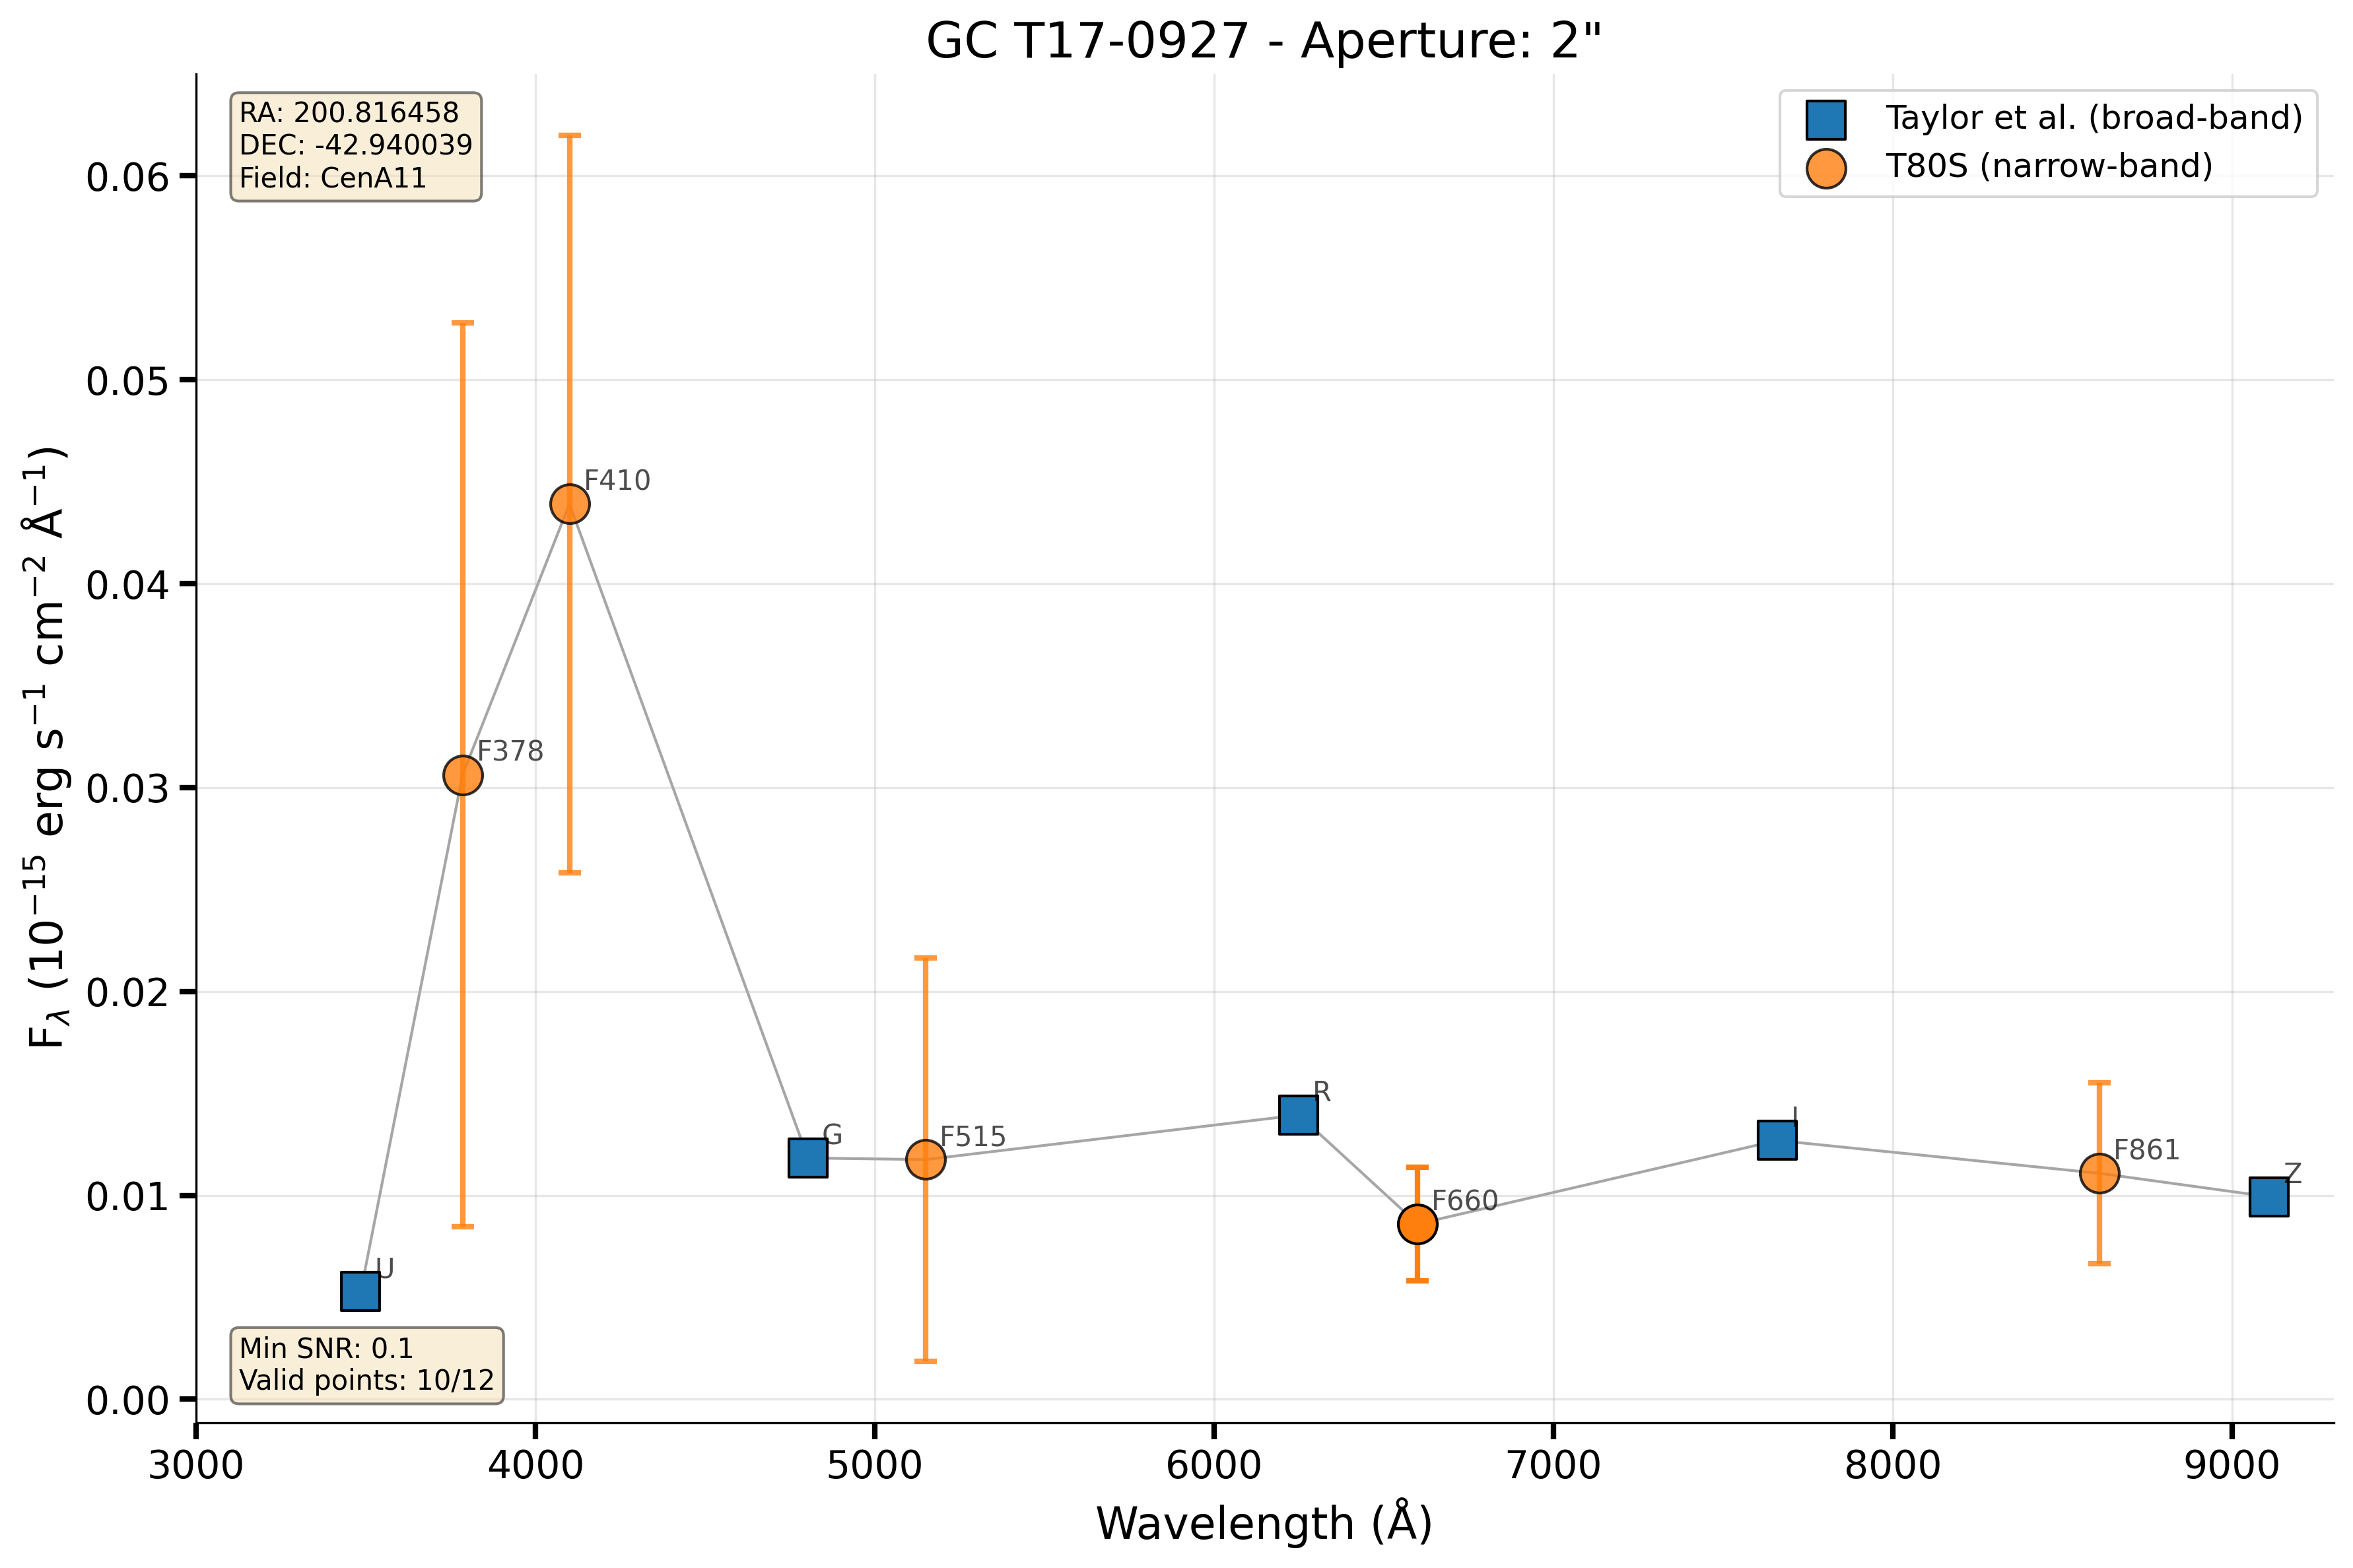 GC T17-0927 - Aperture: 2"
RA: 200.816458
DEC: -42.940039
Field: CenA11
Taylor et al. (broad-band)
T80S (narrow-band)
0.06
0.05
0.04
0.03
0.02
0.01
0.00
F410
F378
G
F515
R
F660
I
F861
Z
U
Min SNR: 0.1
Valid points: 10/12
3000 4000 5000 6000 7000 8000 9000
Wavelength (Å)
F_λ (10⁻¹⁵ erg s⁻¹ cm⁻² Å⁻¹)